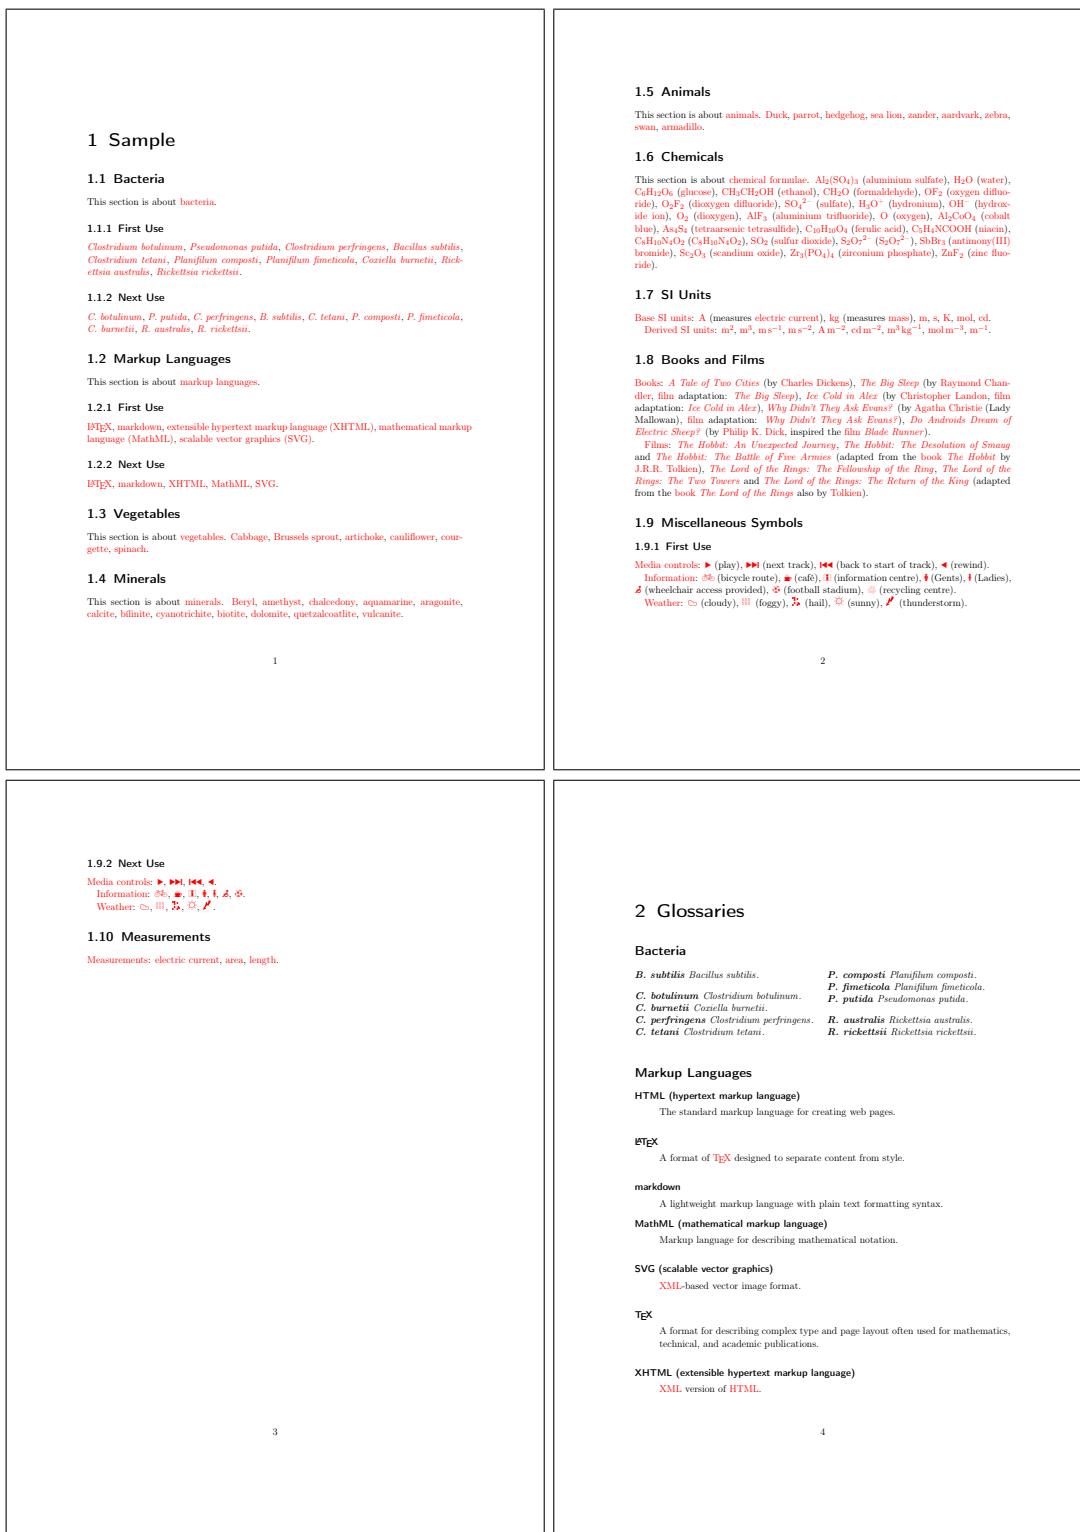 1 Sample
1.1 Bacteria
This section is about bacteria.
1.1.1 First Use
Clostridium botulinum, Pseudomonas putida, Clostridium perfringens, Bacillus subtilis,
Clostridium tetani, Planifilum composti, Planifilum fimeticola, Coxiella burnetii, Rick-
ettsia australis, Rickettsia rickettsii.
1.1.2 Next Use
C. botulinum, P. putida, C. perfringens, B. subtilis, C. tetani, P. composti, P. fimeticola,
C. burnetii, R. australis, R. rickettsii.
1.2 Markup Languages
This section is about markup languages.
1.2.1 First Use
LATEX, markdown, extensible hypertext markup language (XHTML), mathematical markup
language (MathML), scalable vector graphics (SVG).
1.2.2 Next Use
LATEX, markdown, XHTML, MathML, SVG.
1.3 Vegetables
This section is about vegetables. Cabbage, Brussels sprout, artichoke, cauliflower, cour-
gette, spinach.
1.4 Minerals
This section is about minerals. Beryl, amethyst, chalcedony, aquamarine, aragonite,
calcite, bílinite, cyanotrichite, biotite, dolomite, quetzalcoatlite, vulcanite.
1
1.5 Animals
This section is about animals. Duck, parrot, hedgehog, sea lion, zander, aardvark, zebra,
swan, armadillo.
1.6 Chemicals
This section is about chemical formulae. Al₂(SO₄)₃ (aluminium sulfate), H₂O (water),
C₆H₁₂O₆ (glucose), CH₃CH₂OH (ethanol), CH₂O (formaldehyde), OF₂ (oxygen difluo-
ride), O₂F₂ (dioxygen difluoride), SO₄²⁻ (sulfate), H₃O⁺ (hydronium), OH⁻ (hydrox-
ide ion), O₂ (dioxygen), AlF₃ (aluminium trifluoride), O (oxygen), Al₂CoO₄ (cobalt
blue), As₄S₄ (tetraarsenic tetrasulfide), C₁₀H₁₀O₄ (ferulic acid), C₅H₄NCOOH (niacin),
C₈H₁₀N₄O₂ (C₈H₁₀N₄O₂), SO₂ (sulfur dioxide), S₂O₇²⁻ (S₂O₇²⁻), SbBr₃ (antimony(III)
bromide), Sc₂O₃ (scandium oxide), Zr₃(PO₄)₄ (zirconium phosphate), ZnF₂ (zinc fluo-
ride).
1.7 SI Units
Base SI units: A (measures electric current), kg (measures mass), m, s, K, mol, cd.
Derived SI units: m², m³, m s⁻¹, m s⁻², A m⁻², cd m⁻², m³ kg⁻¹, mol m⁻³, m⁻¹.
1.8 Books and Films
Books: A Tale of Two Cities (by Charles Dickens), The Big Sleep (by Raymond Chan-
dler, film adaptation: The Big Sleep), Ice Cold in Alex (by Christopher Landon, film
adaptation: Ice Cold in Alex), Why Didn't They Ask Evans? (by Agatha Christie (Lady
Mallowan), film adaptation: Why Didn't They Ask Evans?), Do Androids Dream of
Electric Sheep? (by Philip K. Dick, inspired the film Blade Runner).
Films: The Hobbit: An Unexpected Journey, The Hobbit: The Desolation of Smaug
and The Hobbit: The Battle of Five Armies (adapted from the book The Hobbit by
J.R.R. Tolkien), The Lord of the Rings: The Fellowship of the Ring, The Lord of the
Rings: The Two Towers and The Lord of the Rings: The Return of the King (adapted
from the book The Lord of the Rings also by Tolkien).
1.9 Miscellaneous Symbols
1.9.1 First Use
Media controls: (play), (next track), (back to start of track), (rewind).
Information: (bicycle route), (café), (information centre), (Gents), (Ladies),
(wheelchair access provided), (football stadium), (recycling centre).
Weather: (cloudy), (foggy), (hail), (sunny), (thunderstorm).
2
1.9.2 Next Use
Media controls: , , , .
Information: , , , , , , .
Weather: , , , , .
1.10 Measurements
Measurements: electric current, area, length.
3
2 Glossaries
Bacteria
B. subtilis Bacillus subtilis.
C. botulinum Clostridium botulinum.
C. burnetii Coxiella burnetii.
C. perfringens Clostridium perfringens.
C. tetani Clostridium tetani.
P. composti Planifilum composti.
P. fimeticola Planifilum fimeticola.
P. putida Pseudomonas putida.
R. australis Rickettsia australis.
R. rickettsii Rickettsia rickettsii.
Markup Languages
HTML (hypertext markup language)
The standard markup language for creating web pages.
LATEX
A format of TEX designed to separate content from style.
markdown
A lightweight markup language with plain text formatting syntax.
MathML (mathematical markup language)
Markup language for describing mathematical notation.
SVG (scalable vector graphics)
XML-based vector image format.
TEX
A format for describing complex type and page layout often used for mathematics,
technical, and academic publications.
XHTML (extensible hypertext markup language)
XML version of HTML.
4